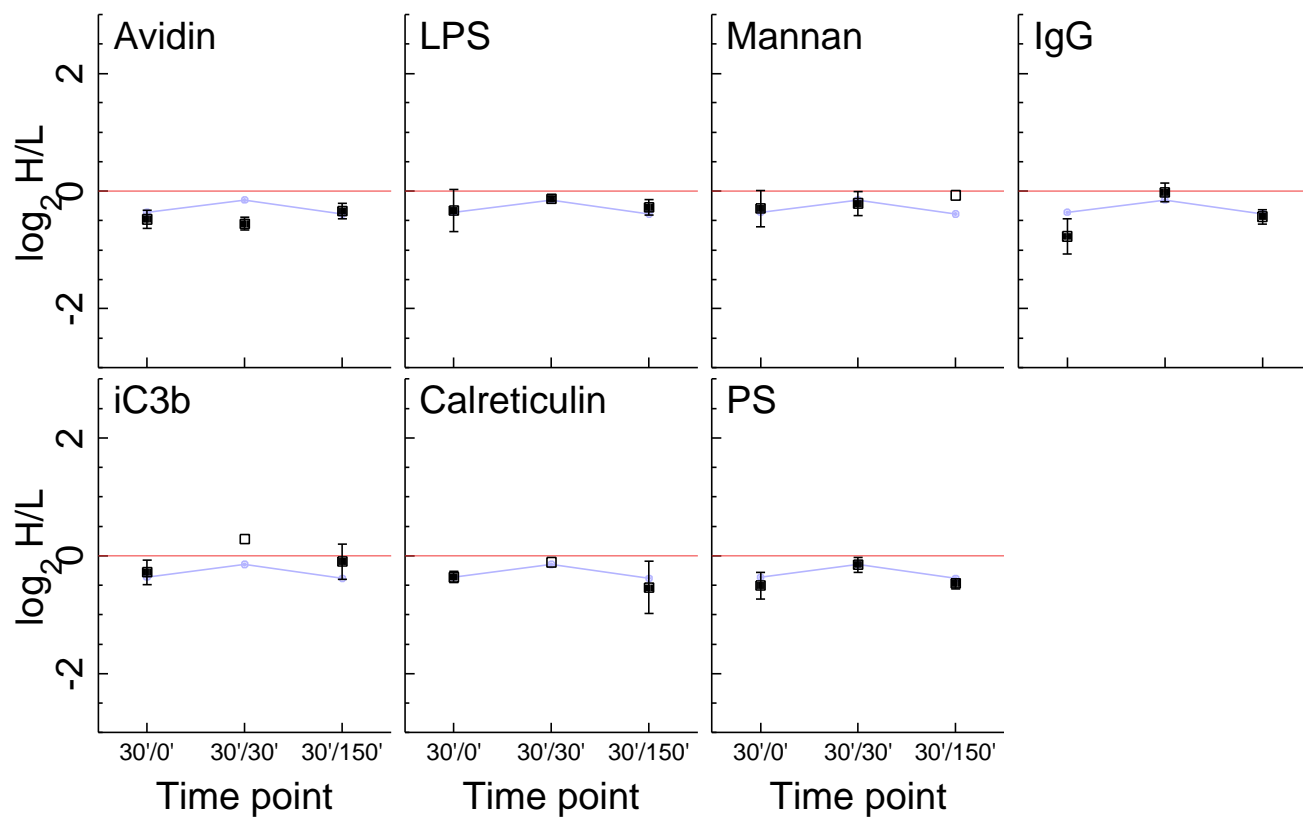 Avidin LPS Mannan IgG
log2 H/L
2
0
-2
iC3b Calreticulin PS
log2 H/L
2
0
-2
30'/0' 30'/30' 30'/150' 30'/0' 30'/30' 30'/150' 30'/0' 30'/30' 30'/150'
Time point Time point Time point